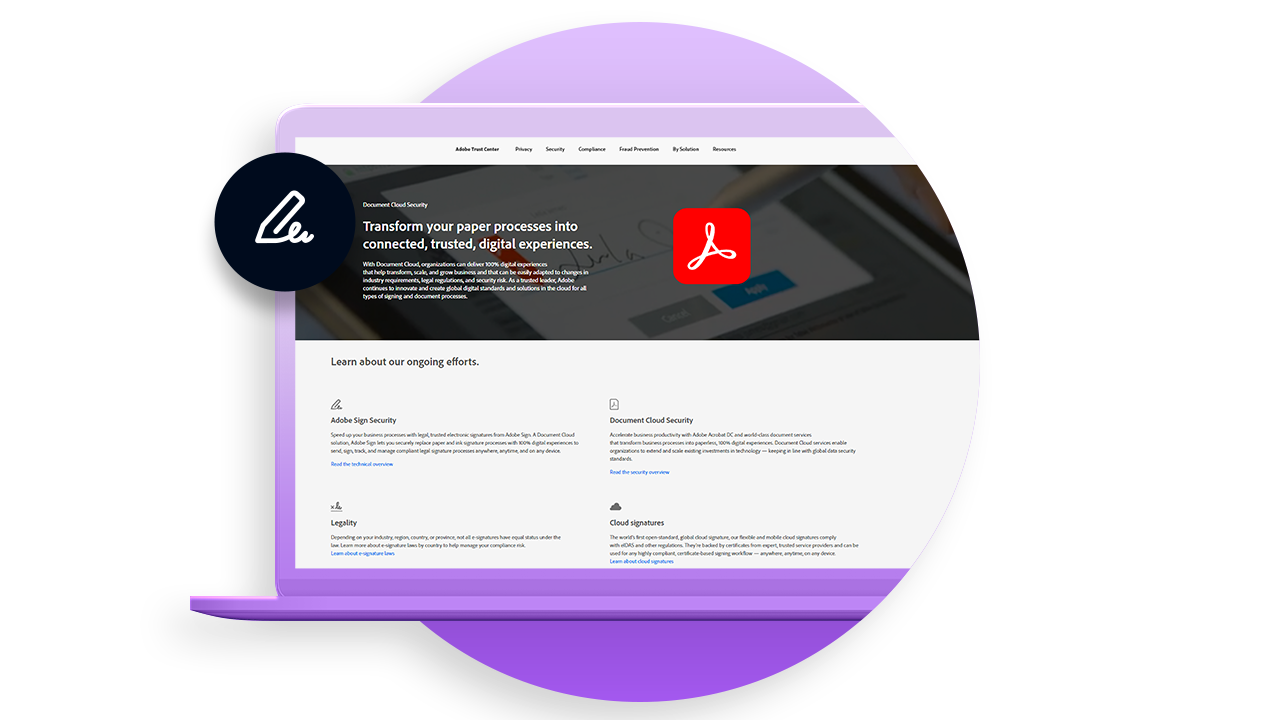 Adobe Trust Center Privacy Security Compliance Fraud Prevention By Solution Resources
Document Cloud Security
Transform your paper processes into
connected, trusted, digital experiences.
With Document Cloud, organizations can deliver 100% digital experiences
that help transform, scale, and grow business and that can be easily adapted to changes in
industry requirements, legal regulations, and security risk. As a trusted leader, Adobe
continues to innovate and create global digital standards and solutions in the cloud for all
types of signing and document processes.
Cancel
Apply
Learn about our ongoing efforts.
Adobe Sign Security
Speed up your business processes with legal, trusted electronic signatures from Adobe Sign. A Document Cloud
solution, Adobe Sign lets you securely replace paper and ink signature processes with 100% digital experiences to
send, sign, track, and manage compliant legal signature processes anywhere, anytime, and on any device.
Read the technical overview
Document Cloud Security
Accelerate business productivity with Adobe Acrobat DC and world-class document services
that transform business processes into paperless, 100% digital experiences. Document Cloud services enable
organizations to extend and scale existing investments in technology — keeping in line with global data security
standards.
Read the security overview
Legality
Depending on your industry, region, country, or province, not all e-signatures have equal status under the
law. Learn more about e-signature laws by country to help manage your compliance risk.
Learn about e-signature laws
Cloud signatures
The world's first open-standard, global cloud signature, our flexible and mobile cloud signatures comply
with eIDAS and other regulations. They're backed by certificates from expert, trusted service providers and can be
used for any highly compliant, certificate-based signing workflow — anywhere, anytime, on any device.
Learn about cloud signatures